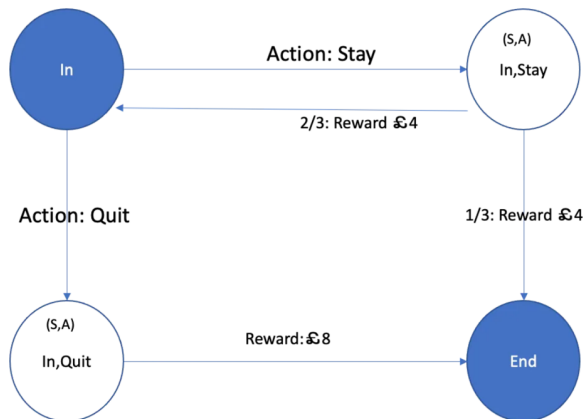 In
Action: Stay
(S,A)
In,Stay
2/3: Reward £4
Action: Quit
1/3: Reward £4
(S,A)
In,Quit
Reward:£8
End